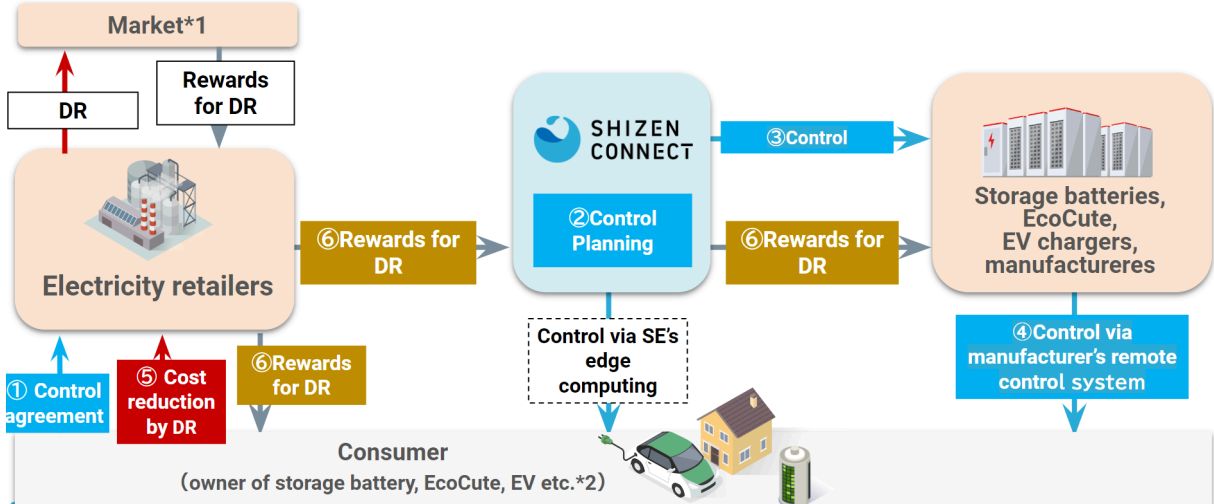 Market*1
DR
Rewards
for DR
Electricity retailers
⑥Rewards for
DR
SHIZEN
CONNECT
②Control
Planning
③Control
⑥Rewards for
DR
Storage batteries,
EcoCute,
EV chargers,
manufactureres
① Control
agreement
⑤ Cost
reduction
by DR
⑥Rewards
for DR
Control via SE's
edge
computing
④Control via
manufacturer's remote
control system
Consumer
(owner of storage battery, EcoCute, EV etc.*2)